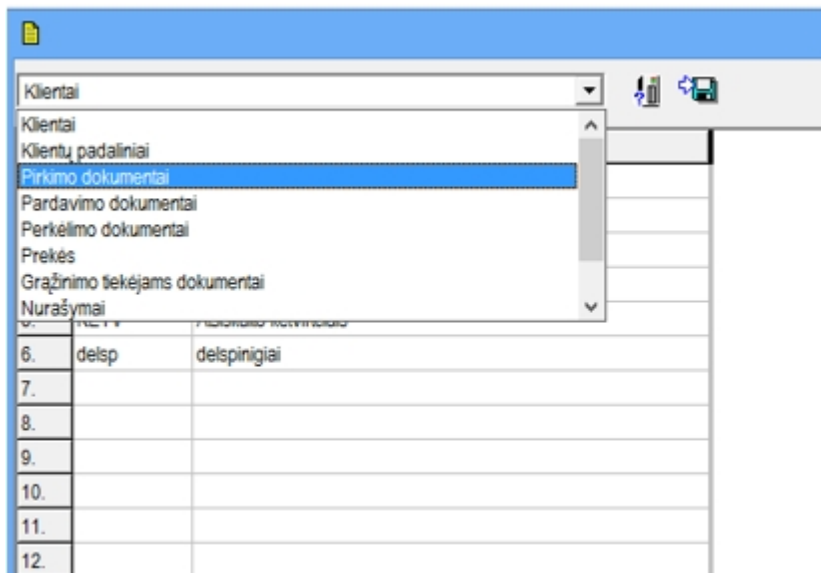 Klientai
Klientai
Klientų padaliniai
Pirkimo dokumentai
Pardavimo dokumentai
Perkėlimo dokumentai
Prekės
Grąžinimo tiekėjams dokumentai
Nurašymai
6. delsp delspinigiai
7.
8.
9.
10.
11.
12.